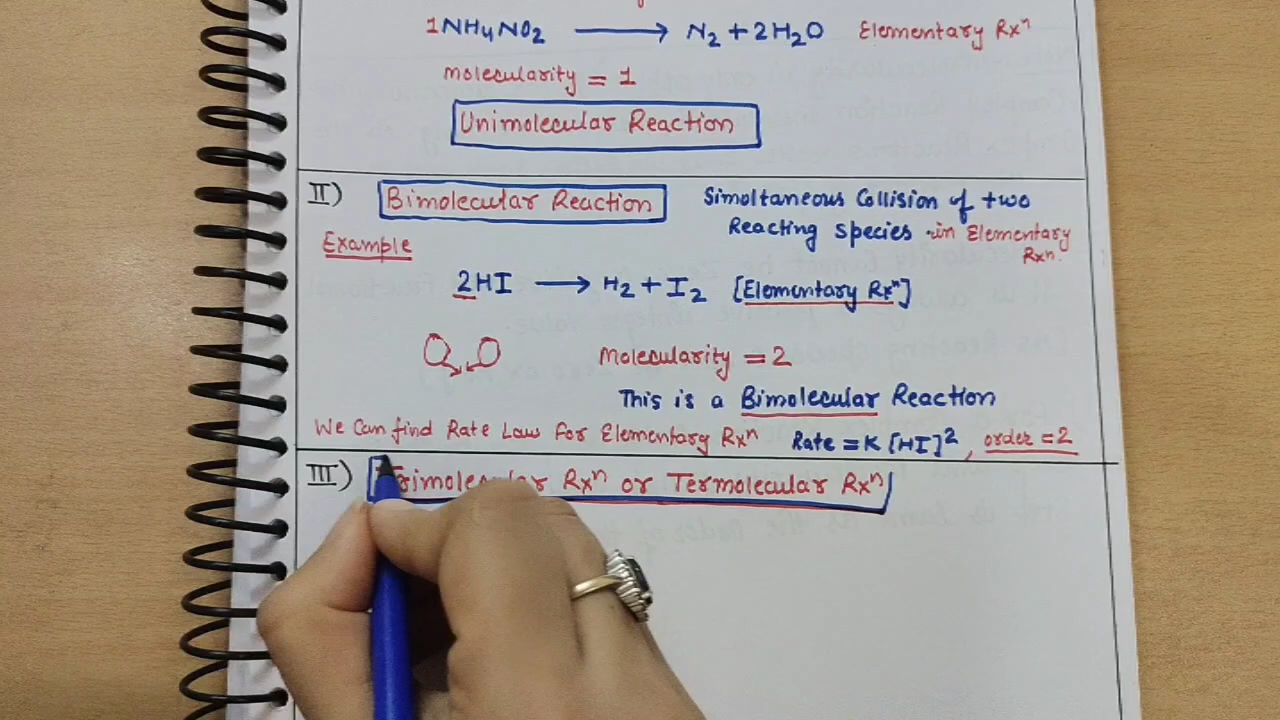 1NH4NO2 ⟶ N2 + 2H2O Elementary Rxⁿ
Molecularity = 1
Unimolecular Reaction
II) Bimolecular Reaction Simoltaneous Collision of two
Reacting Species in Elementary
Rxⁿ.
Example
2HI ⟶ H2 + I2 [Elementary Rxⁿ]
Molecularity = 2
This is a Bimolecular Reaction
We Can find Rate Law For Elementary Rxⁿ Rate = K [HI]², order = 2
III) Trimolecular Rxⁿ or Termolecular Rxⁿ